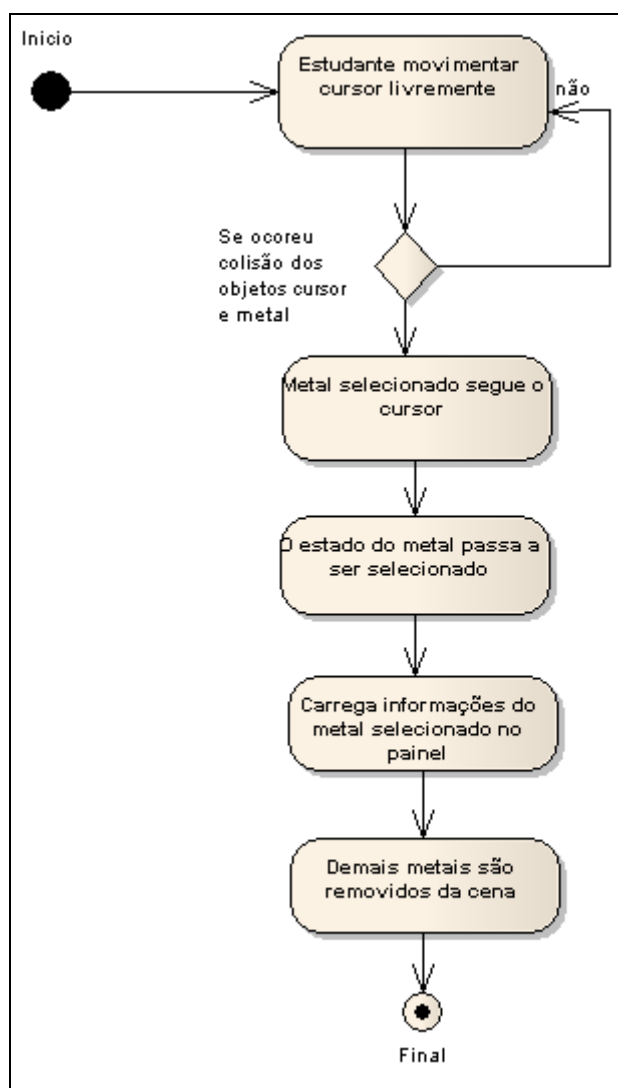 Inicio
Estudante movimentar
cursor livremente
não
Se ocoreu
colisão dos
objetos cursor
e metal
Metal selecionado segue o
cursor
O estado do metal passa a
ser selecionado
Carrega informações do
metal selecionado no
painel
Demais metais são
removidos da cena
Final